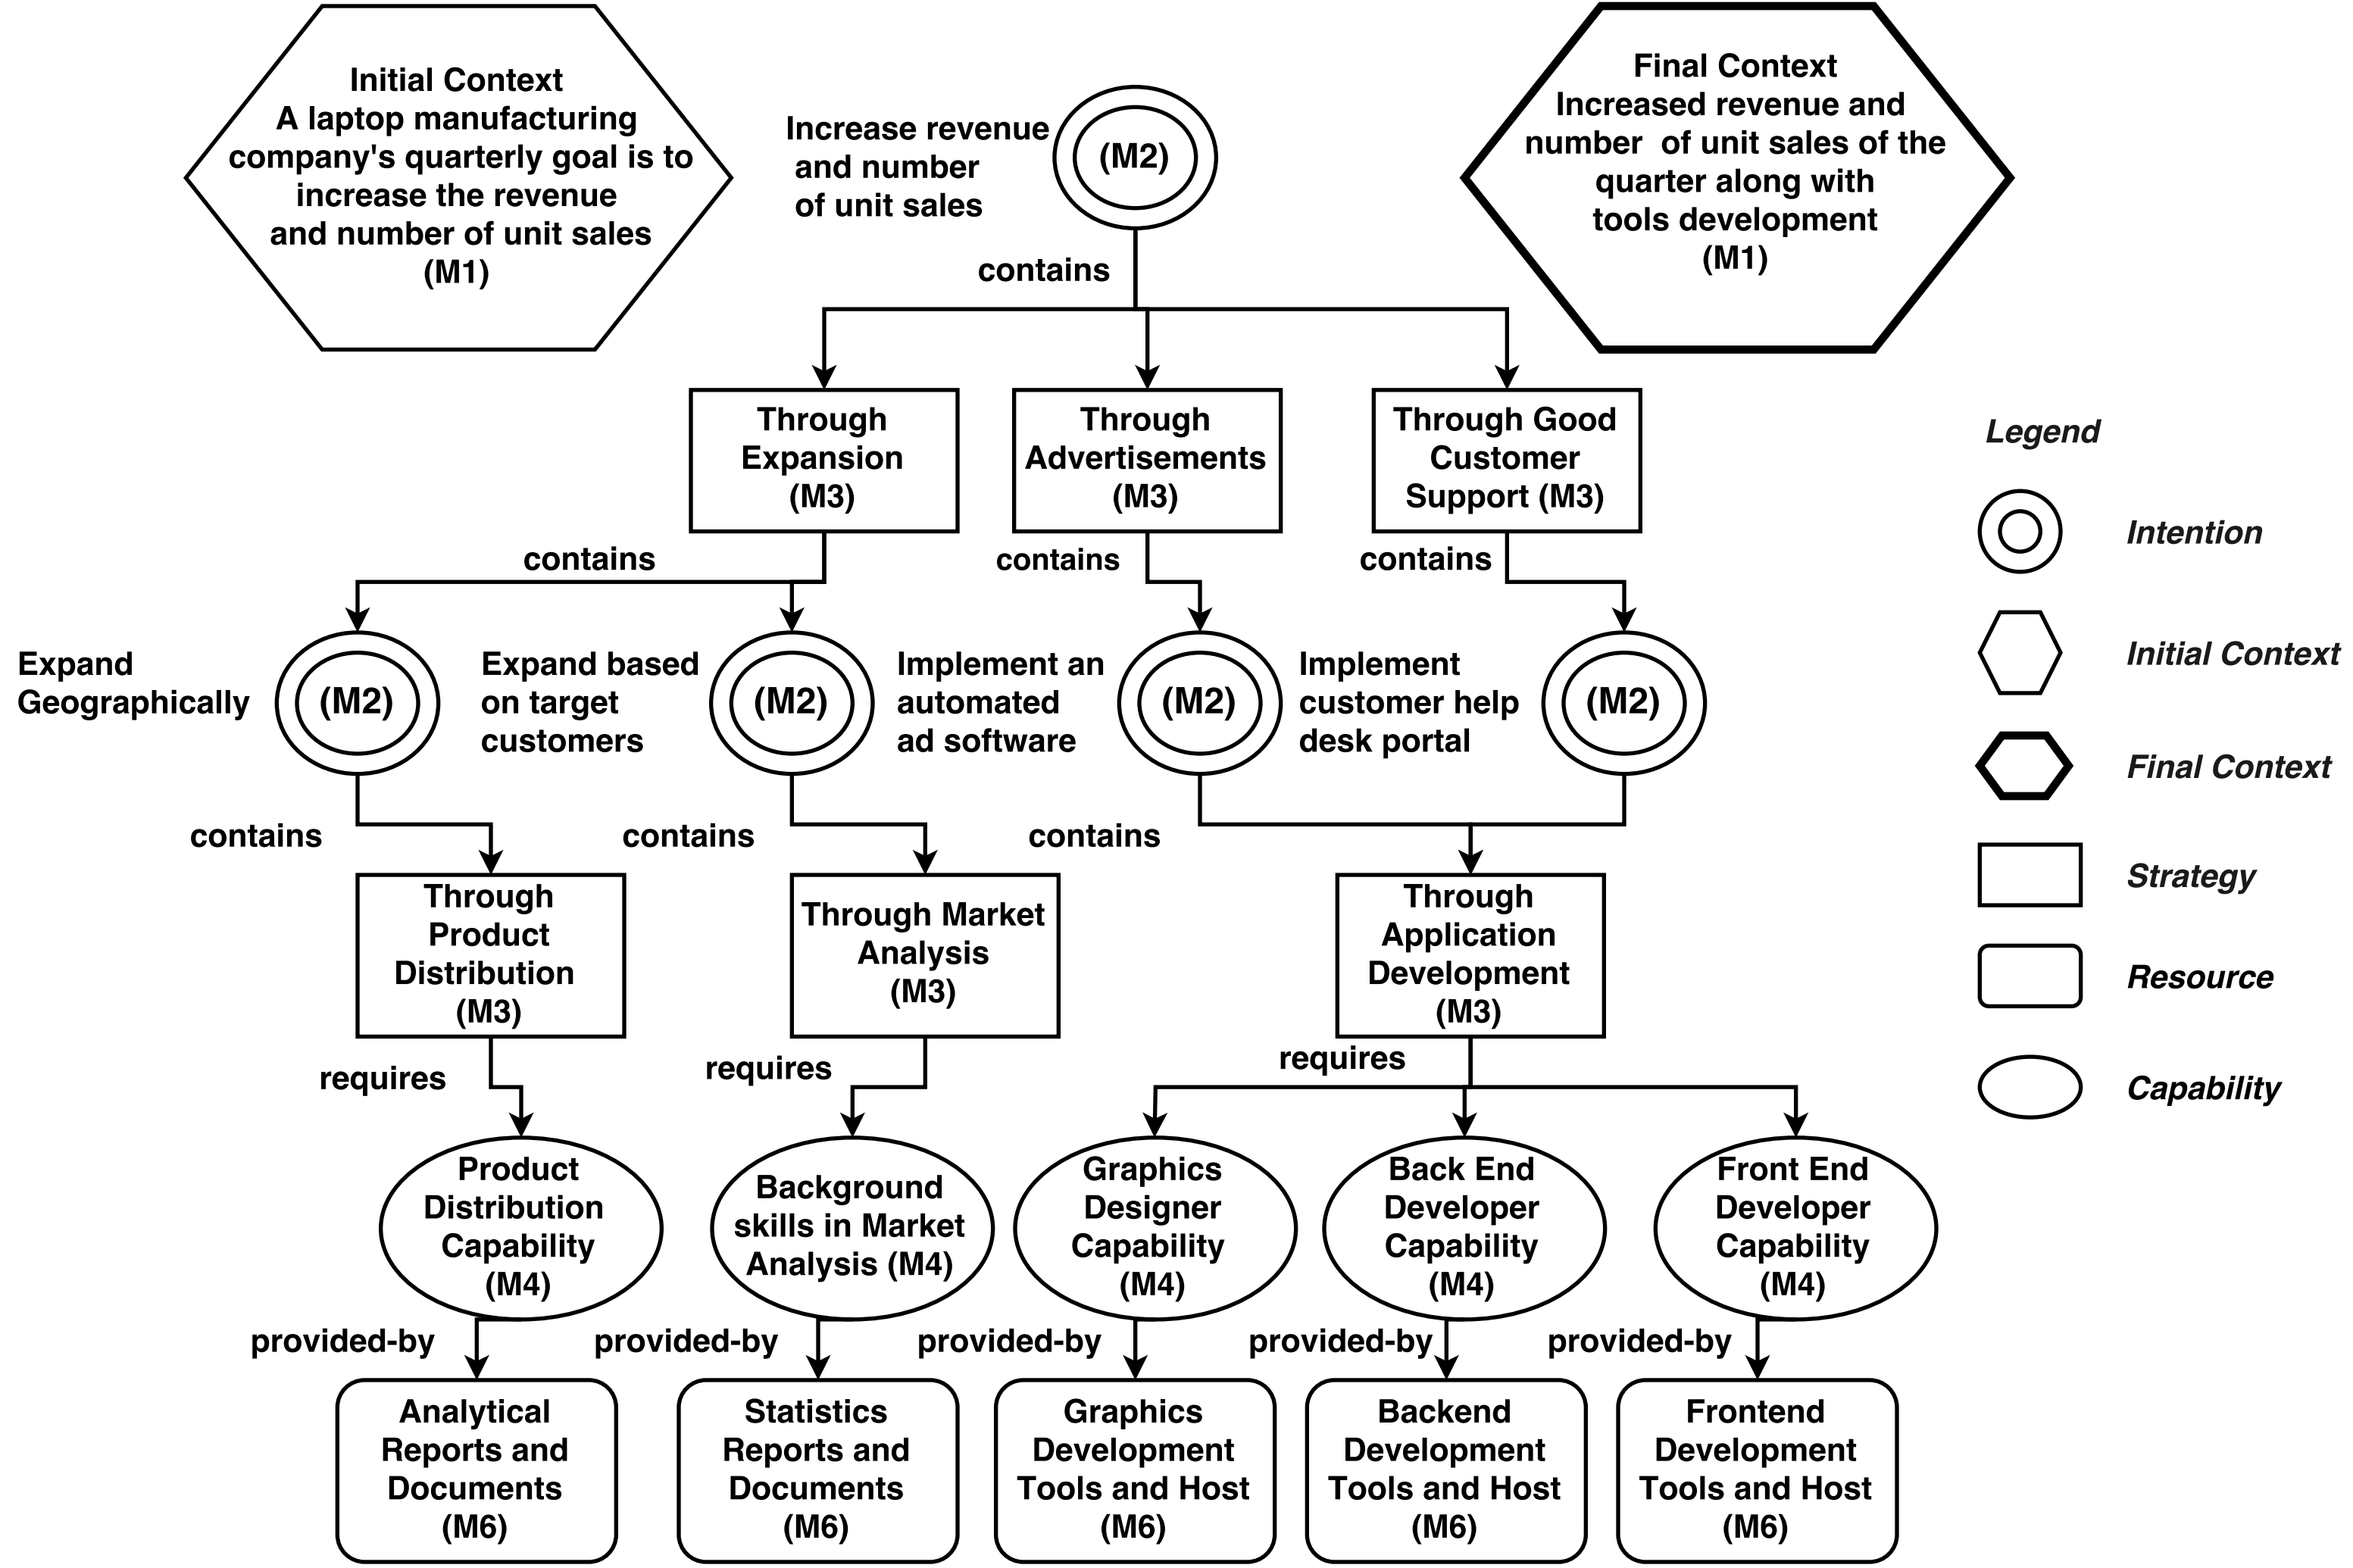 Initial Context
A laptop manufacturing
company's quarterly goal is to
increase the revenue
and number of unit sales
(M1)
Increase revenue
and number
of unit sales
(M2)
Final Context
Increased revenue and
number of unit sales of the
quarter along with
tools development
(M1)
contains
Through
Expansion
(M3)
Through
Advertisements
(M3)
Through Good
Customer
Support (M3)
contains
contains
contains
Expand
Geographically
(M2)
Expand based
on target
customers
(M2)
Implement an
automated
ad software
(M2)
Implement
customer help
desk portal
(M2)
contains
contains
contains
Through
Product
Distribution
(M3)
Through Market
Analysis
(M3)
Through
Application
Development
(M3)
requires
requires
requires
Product
Distribution
Capability
(M4)
Background
skills in Market
Analysis (M4)
Graphics
Designer
Capability
(M4)
Back End
Developer
Capability
(M4)
Front End
Developer
Capability
(M4)
provided-by
provided-by
provided-by
provided-by
provided-by
Analytical
Reports and
Documents
(M6)
Statistics
Reports and
Documents
(M6)
Graphics
Development
Tools and Host
(M6)
Backend
Development
Tools and Host
(M6)
Frontend
Development
Tools and Host
(M6)
Legend
Intention
Initial Context
Final Context
Strategy
Resource
Capability